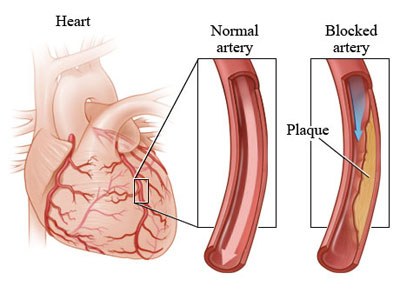 Heart
Normal
artery
Blocked
artery
Plaque